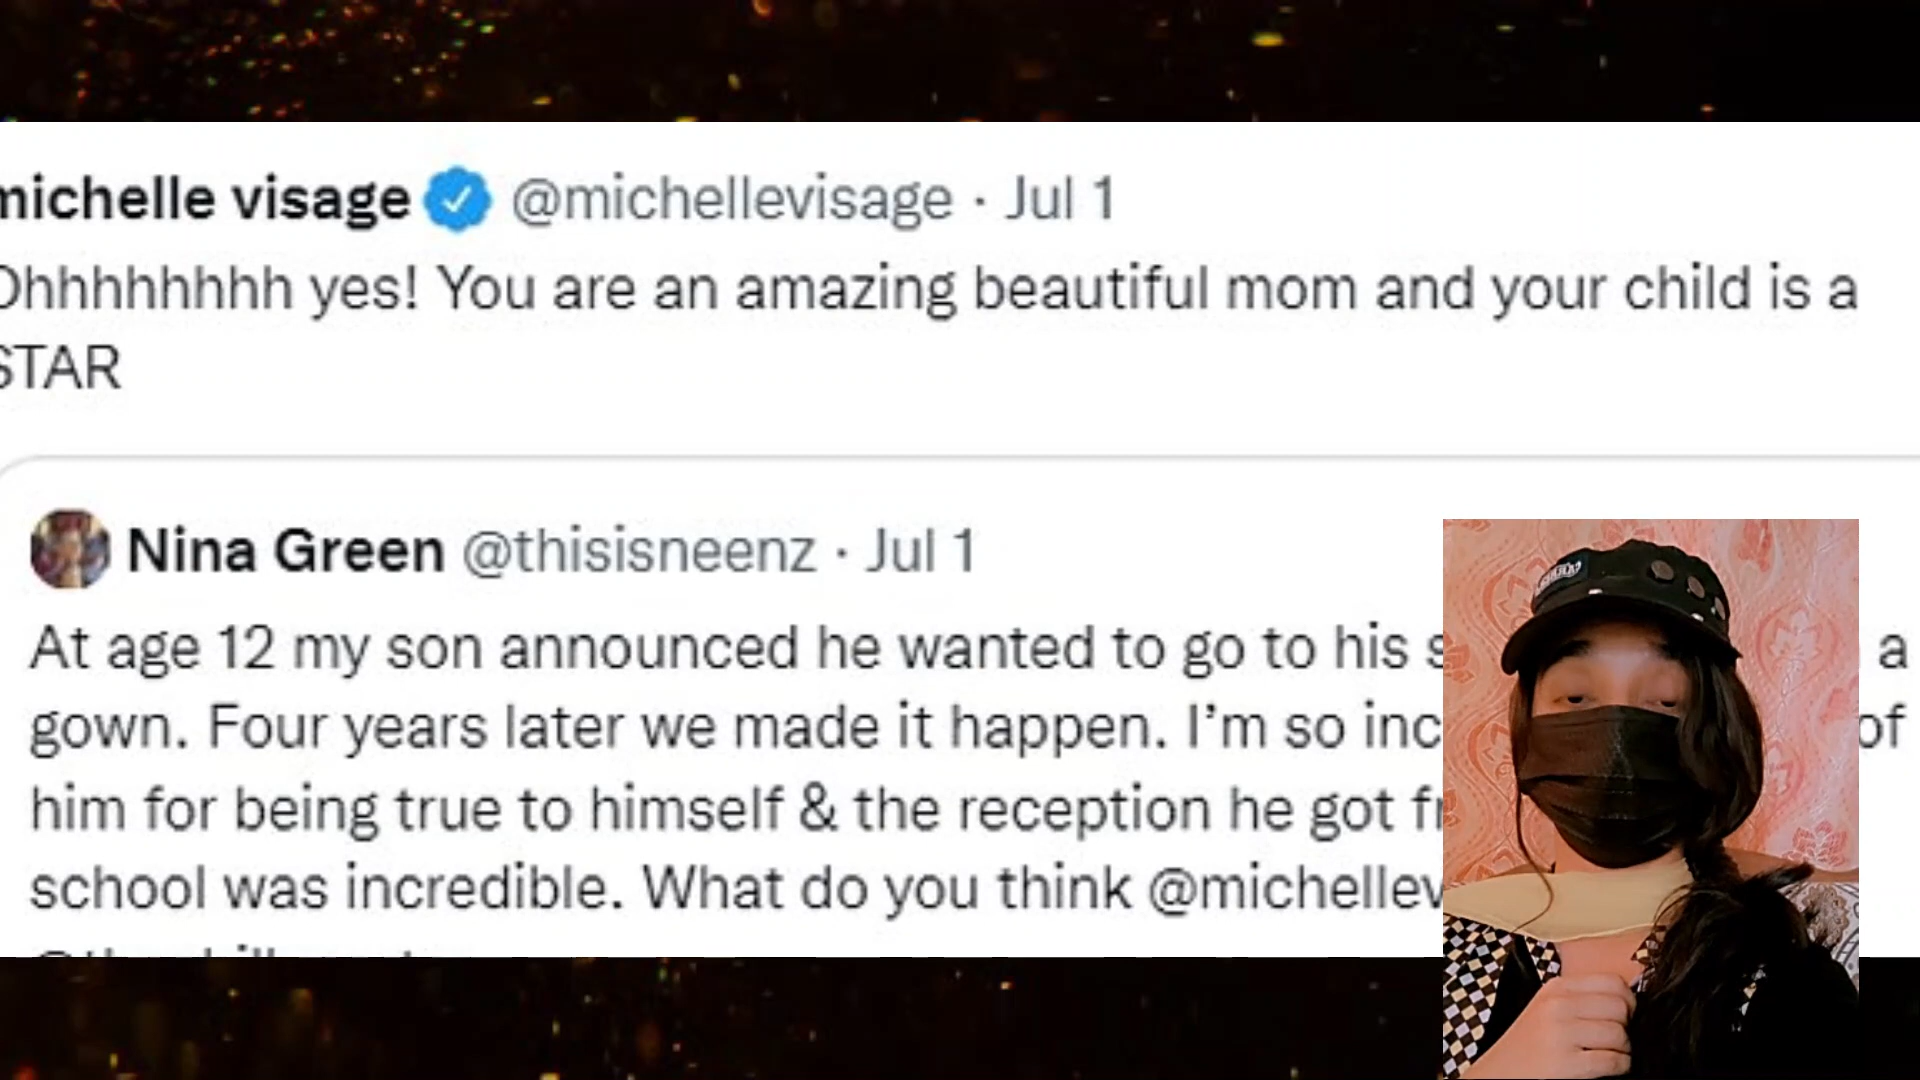 michelle visage @michellevisage · Jul 1
Ohhhhhhhh yes! You are an amazing beautiful mom and your child is a
STAR
Nina Green @thisisneenz · Jul 1
At age 12 my son announced he wanted to go to his a
gown. Four years later we made it happen. I'm so of
him for being true to himself & the reception he got
school was incredible. What do you think